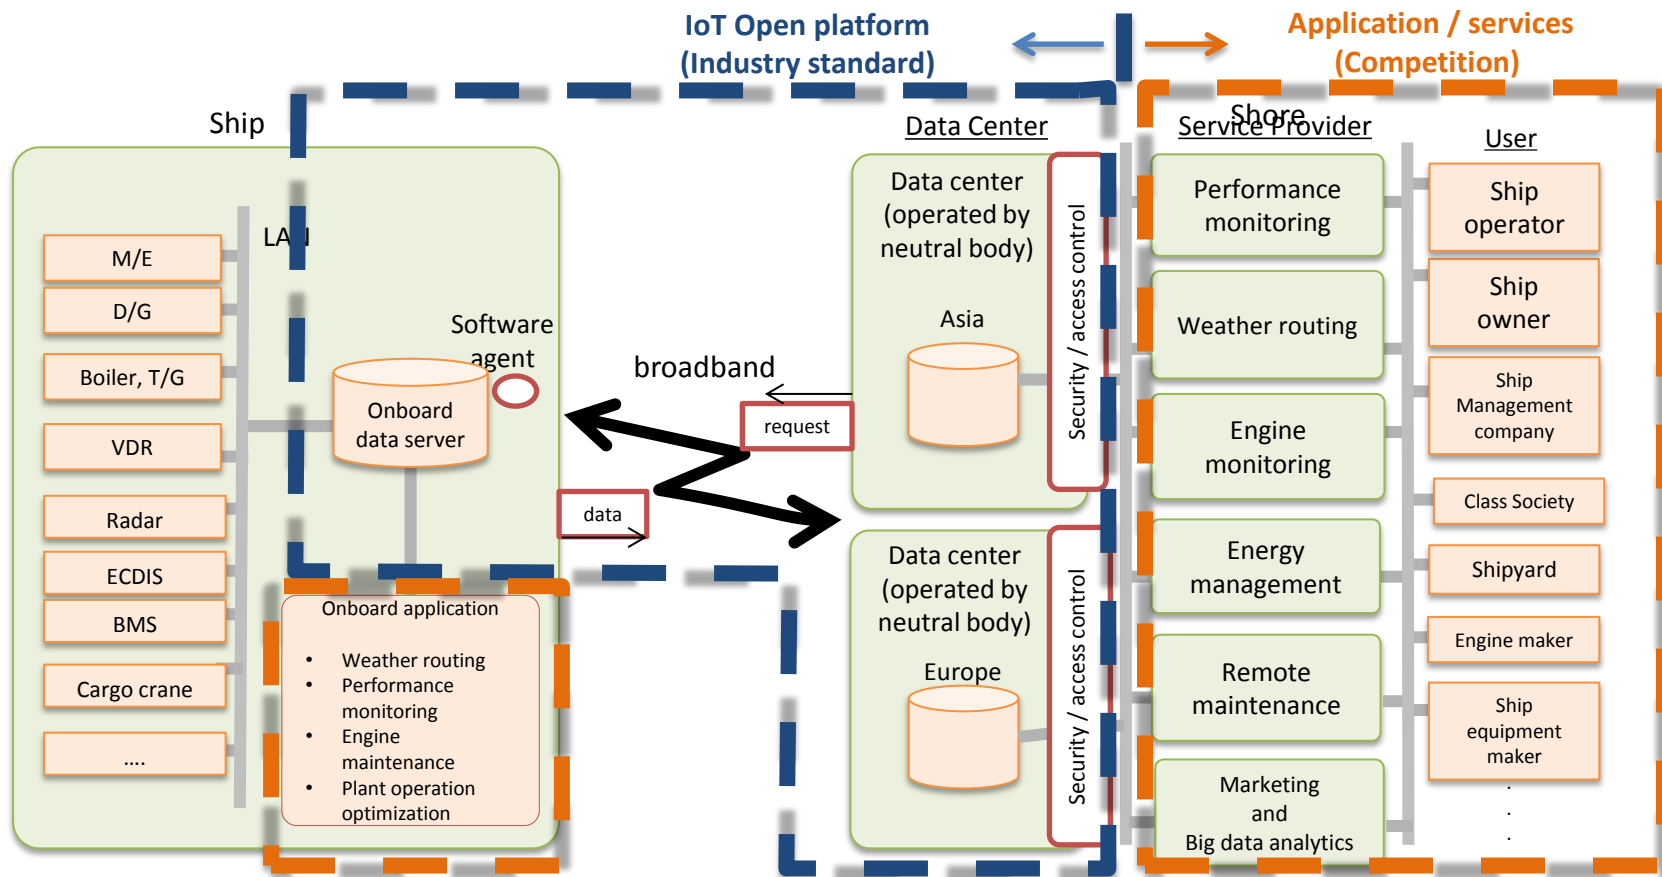 IoT Open platform
(Industry standard)
Application / services
(Competition)
Ship
LAN
M/E
D/G
Boiler, T/G
VDR
Radar
ECDIS
BMS
Cargo crane
....
Software
agent
Onboard
data server
Onboard application
• Weather routing
• Performance
monitoring
• Engine
maintenance
• Plant operation
optimization
broadband
request
data
Data Center
Data center
(operated by
neutral body)
Asia
Security / access control
Data center
(operated by
neutral body)
Europe
Security / access control
Shore
Service Provider
Performance
monitoring
Weather routing
Engine
monitoring
Energy
management
Remote
maintenance
Marketing
and
Big data analytics
User
Ship
operator
Ship
owner
Ship
Management
company
Class Society
Shipyard
Engine maker
Ship
equipment
maker
.
.
.